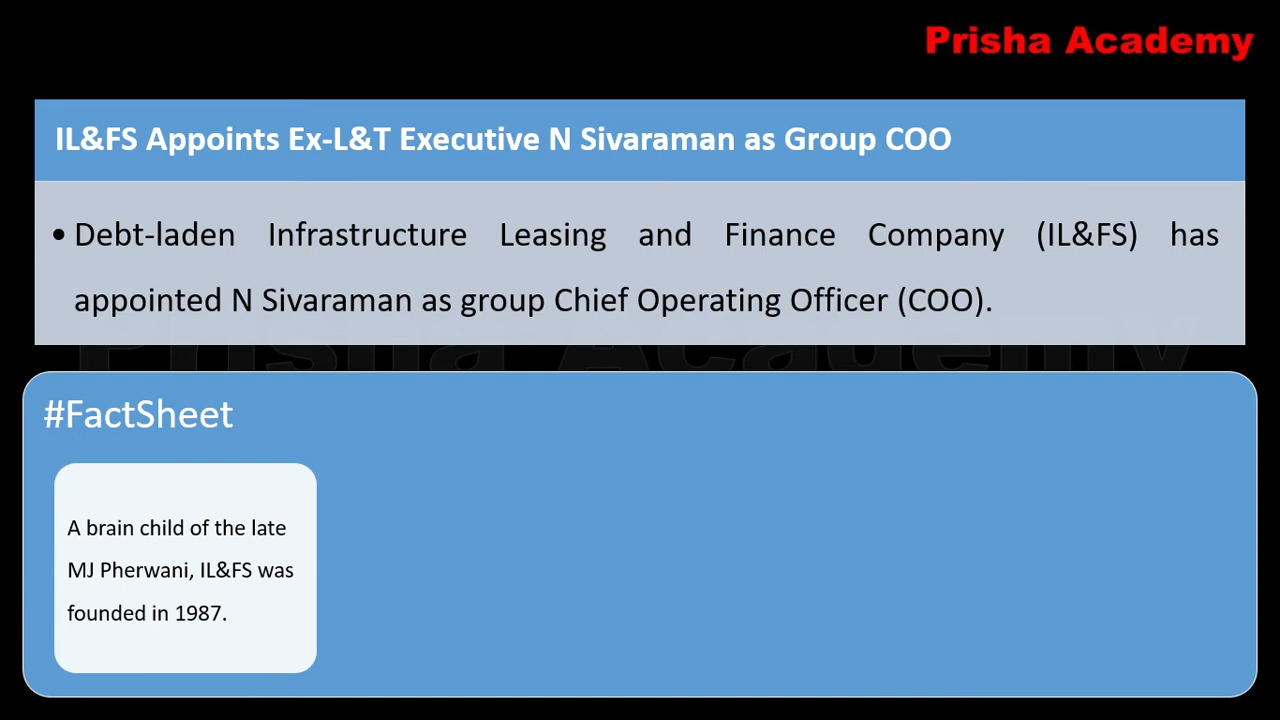 Prisha Academy
IL&FS Appoints Ex-L&T Executive N Sivaraman as Group COO
• Debt-laden Infrastructure Leasing and Finance Company (IL&FS) has
appointed N Sivaraman as group Chief Operating Officer (COO).
Prisha Academy
#FactSheet
A brain child of the late
MJ Pherwani, IL&FS was
founded in 1987.